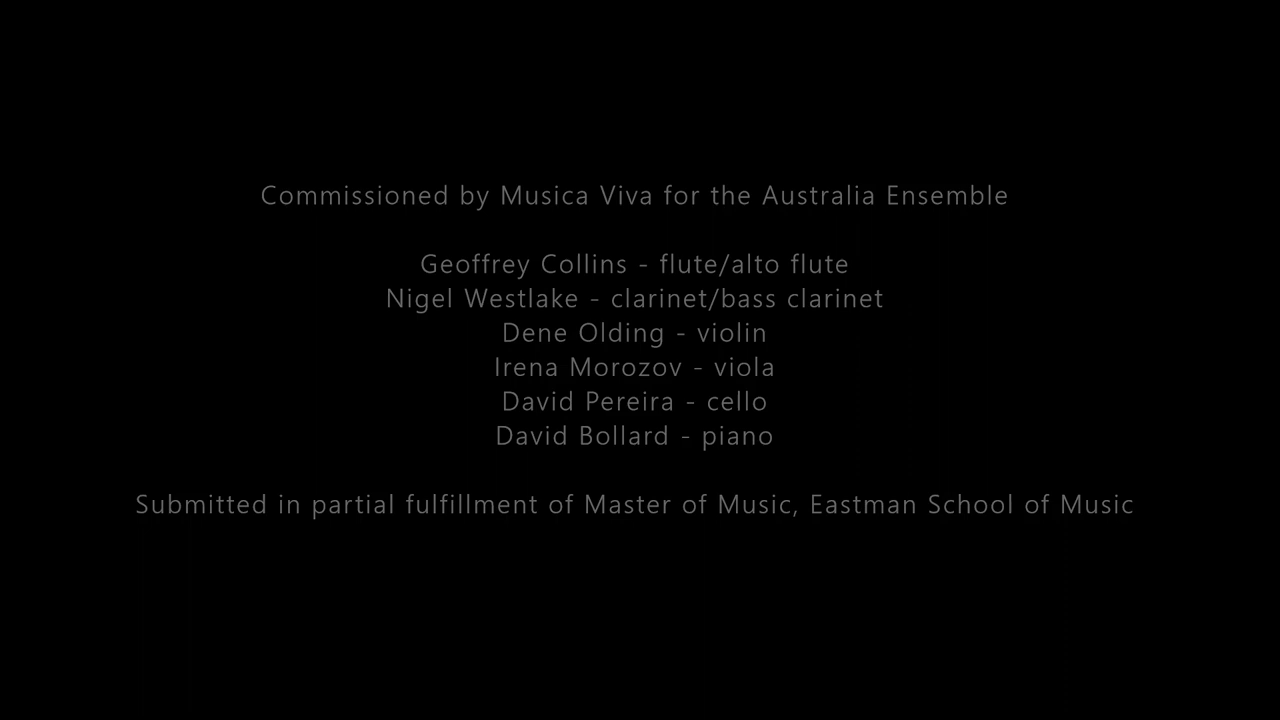 Commissioned by Musica Viva for the Australia Ensemble
Geoffrey Collins - flute/alto flute
Nigel Westlake - clarinet/bass clarinet
Dene Olding - violin
Irena Morozov - viola
David Pereira - cello
David Bollard - piano
Submitted in partial fulfillment of Master of Music, Eastman School of Music